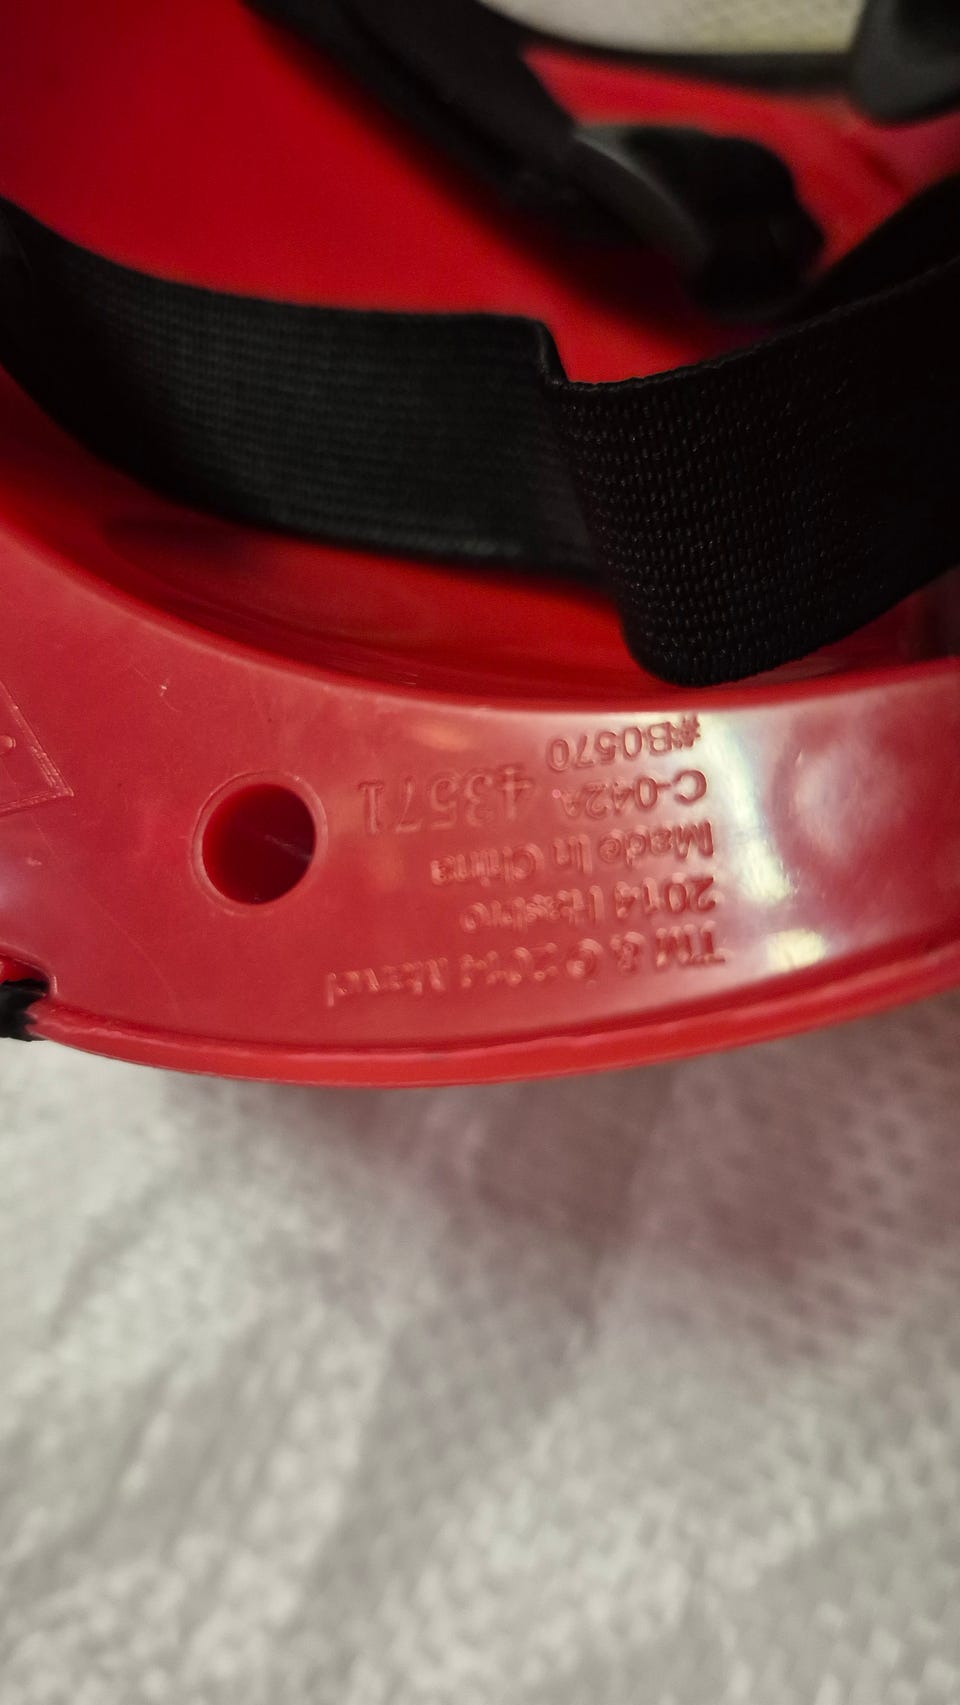 TM & © 2014 Marvel
2014 Hasbro
Made In China
C-042A 43571
#B0570